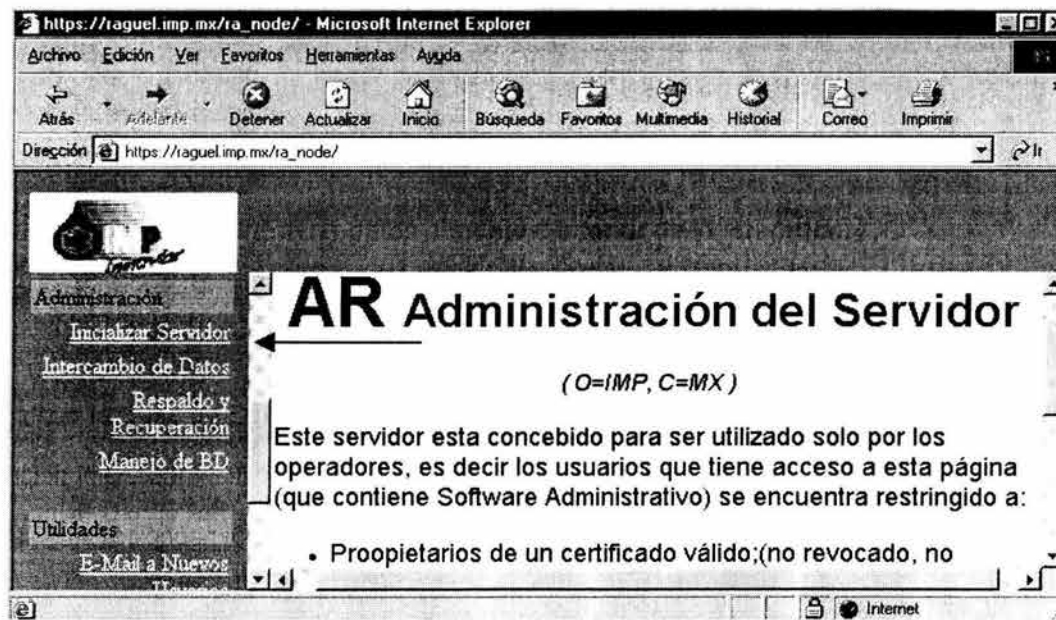 https://raguel.imp.mx/ra_node/ - Microsoft Internet Explorer
Archivo Edición Ver Favoritos Herramientas Ayuda
Atrás Adelante Detener Actualizar Inicio Búsqueda Favoritos Multimedia Historial Correo Imprimir
Dirección https://raguel.imp.mx/ra_node/ Ir
Administración
Inicializar Servidor
Intercambio de Datos
Respaldo y
Recuperación
Manejo de BD
Utilidades
E-Mail a Nuevos
Usuarios
AR Administración del Servidor
( O=IMP, C=MX )
Este servidor esta concebido para ser utilizado solo por los
operadores, es decir los usuarios que tiene acceso a esta página
(que contiene Software Administrativo) se encuentra restringido a:
• Proopietarios de un certificado válido;(no revocado, no
Internet